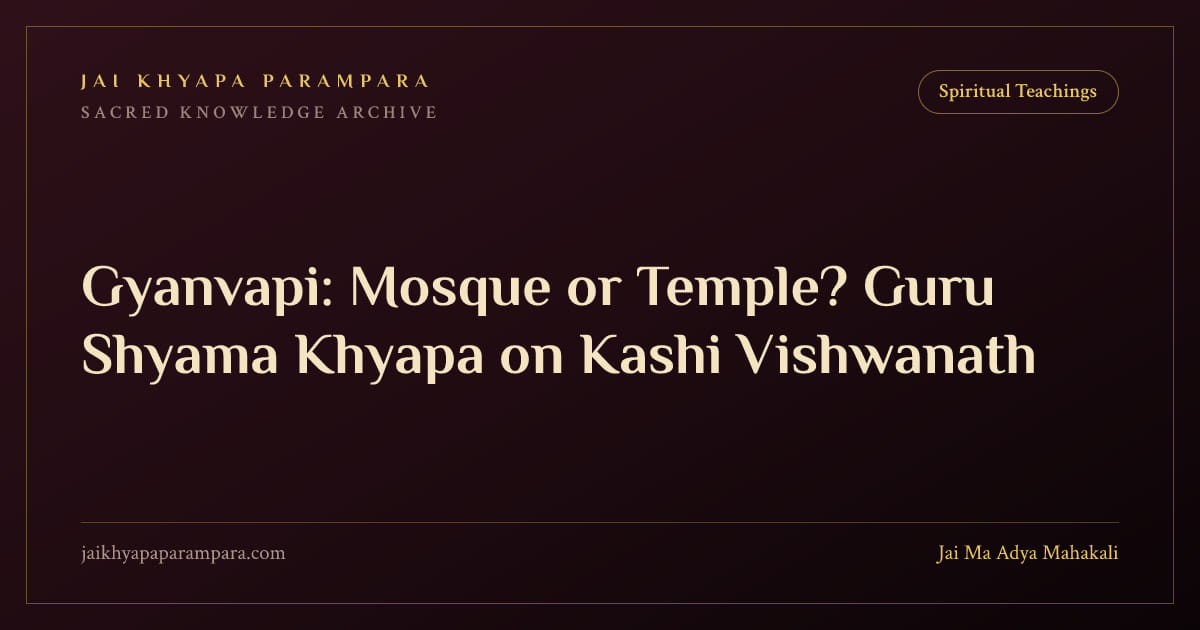 JAI KHYAPA PARAMPARA
SACRED KNOWLEDGE ARCHIVE
Spiritual Teachings
Gyanvapi: Mosque or Temple? Guru
Shyama Khyapa on Kashi Vishwanath
jaikhyapaparampara.com
Jai Ma Adya Mahakali